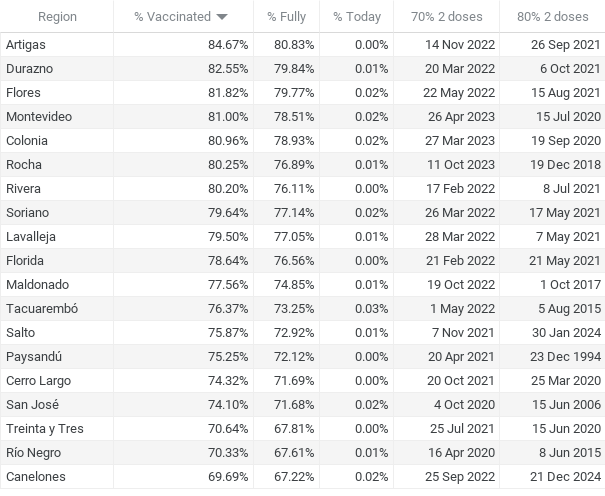 Region % Vaccinated % Fully % Today 70% 2 doses 80% 2 doses
Artigas 84.67% 80.83% 0.00% 14 Nov 2022 26 Sep 2021
Durazno 82.55% 79.84% 0.01% 20 Mar 2022 6 Oct 2021
Flores 81.82% 79.77% 0.02% 22 May 2022 15 Aug 2021
Montevideo 81.00% 78.51% 0.02% 26 Apr 2023 15 Jul 2020
Colonia 80.96% 78.93% 0.02% 27 Mar 2023 19 Sep 2020
Rocha 80.25% 76.89% 0.01% 11 Oct 2023 19 Dec 2018
Rivera 80.20% 76.11% 0.00% 17 Feb 2022 8 Jul 2021
Soriano 79.64% 77.14% 0.02% 26 Mar 2022 17 May 2021
Lavalleja 79.50% 77.05% 0.01% 28 Mar 2022 7 May 2021
Florida 78.64% 76.56% 0.00% 21 Feb 2022 21 May 2021
Maldonado 77.56% 74.85% 0.01% 19 Oct 2022 1 Oct 2017
Tacuarembó 76.37% 73.25% 0.03% 1 May 2022 5 Aug 2015
Salto 75.87% 72.92% 0.01% 7 Nov 2021 30 Jan 2024
Paysandú 75.25% 72.12% 0.00% 20 Apr 2021 23 Dec 1994
Cerro Largo 74.32% 71.69% 0.00% 20 Oct 2021 25 Mar 2020
San José 74.10% 71.68% 0.02% 4 Oct 2020 15 Jun 2006
Treinta y Tres 70.64% 67.81% 0.00% 25 Jul 2021 15 Jun 2020
Río Negro 70.33% 67.61% 0.01% 16 Apr 2020 8 Jun 2015
Canelones 69.69% 67.22% 0.02% 25 Sep 2022 21 Dec 2024